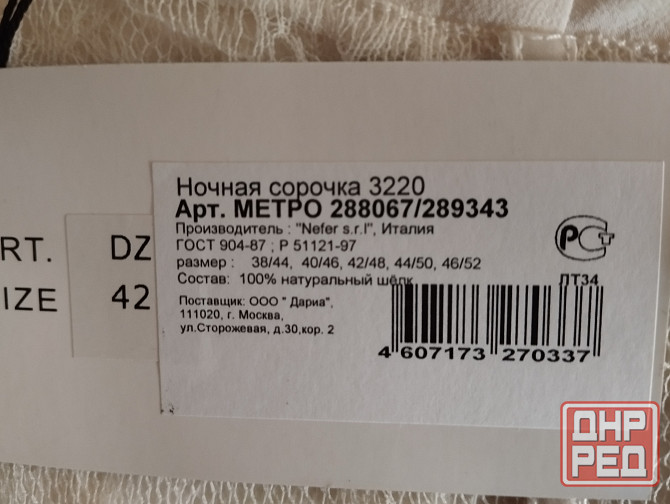 Ночная сорочка 3220
Арт. МЕТРО 288067/289343
Производитель : "Nefer s.r.l", Италия
ГОСТ 904-87 ; Р 51121-97
размер : 38/44, 40/46, 42/48, 44/50, 46/52
Состав: 100% натуральный шёлк
ЛТ34
Поставщик: ООО " Дариа",
111020, г. Москва,
ул.Сторожевая, д.30,кор. 2
4 607173 270337
RT. DZ
IZE 42
РСТ
ДНР
РЕД